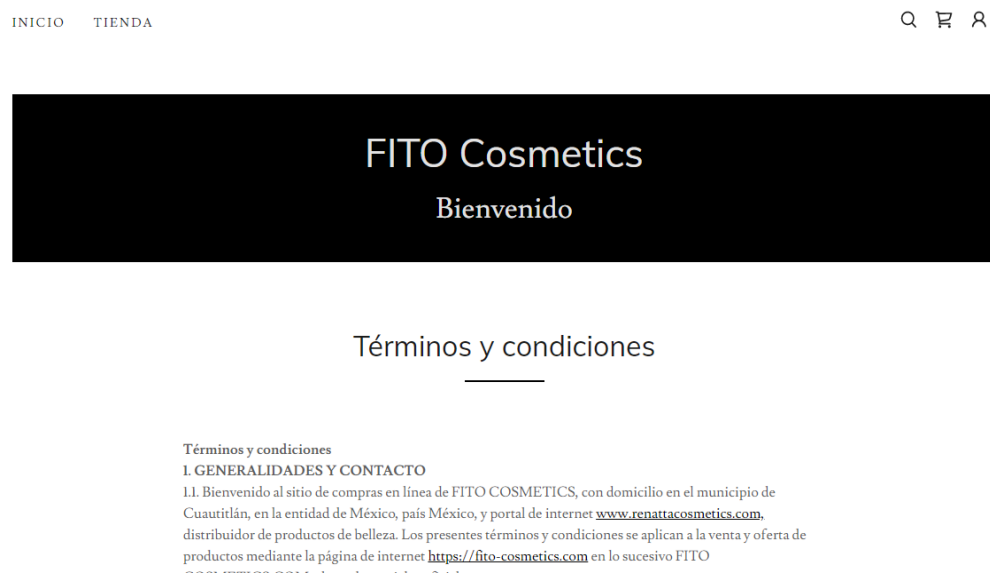 INICIO TIENDA
FITO Cosmetics
Bienvenido
Términos y condiciones
Términos y condiciones
1. GENERALIDADES Y CONTACTO
1.1. Bienvenido al sitio de compras en línea de FITO COSMETICS, con domicilio en el municipio de
Cuautitlán, en la entidad de México, país México, y portal de internet www.renattacosmetics.com,
distribuidor de productos de belleza. Los presentes términos y condiciones se aplican a la venta y oferta de
productos mediante la página de internet https://fito-cosmetics.com en lo sucesivo FITO